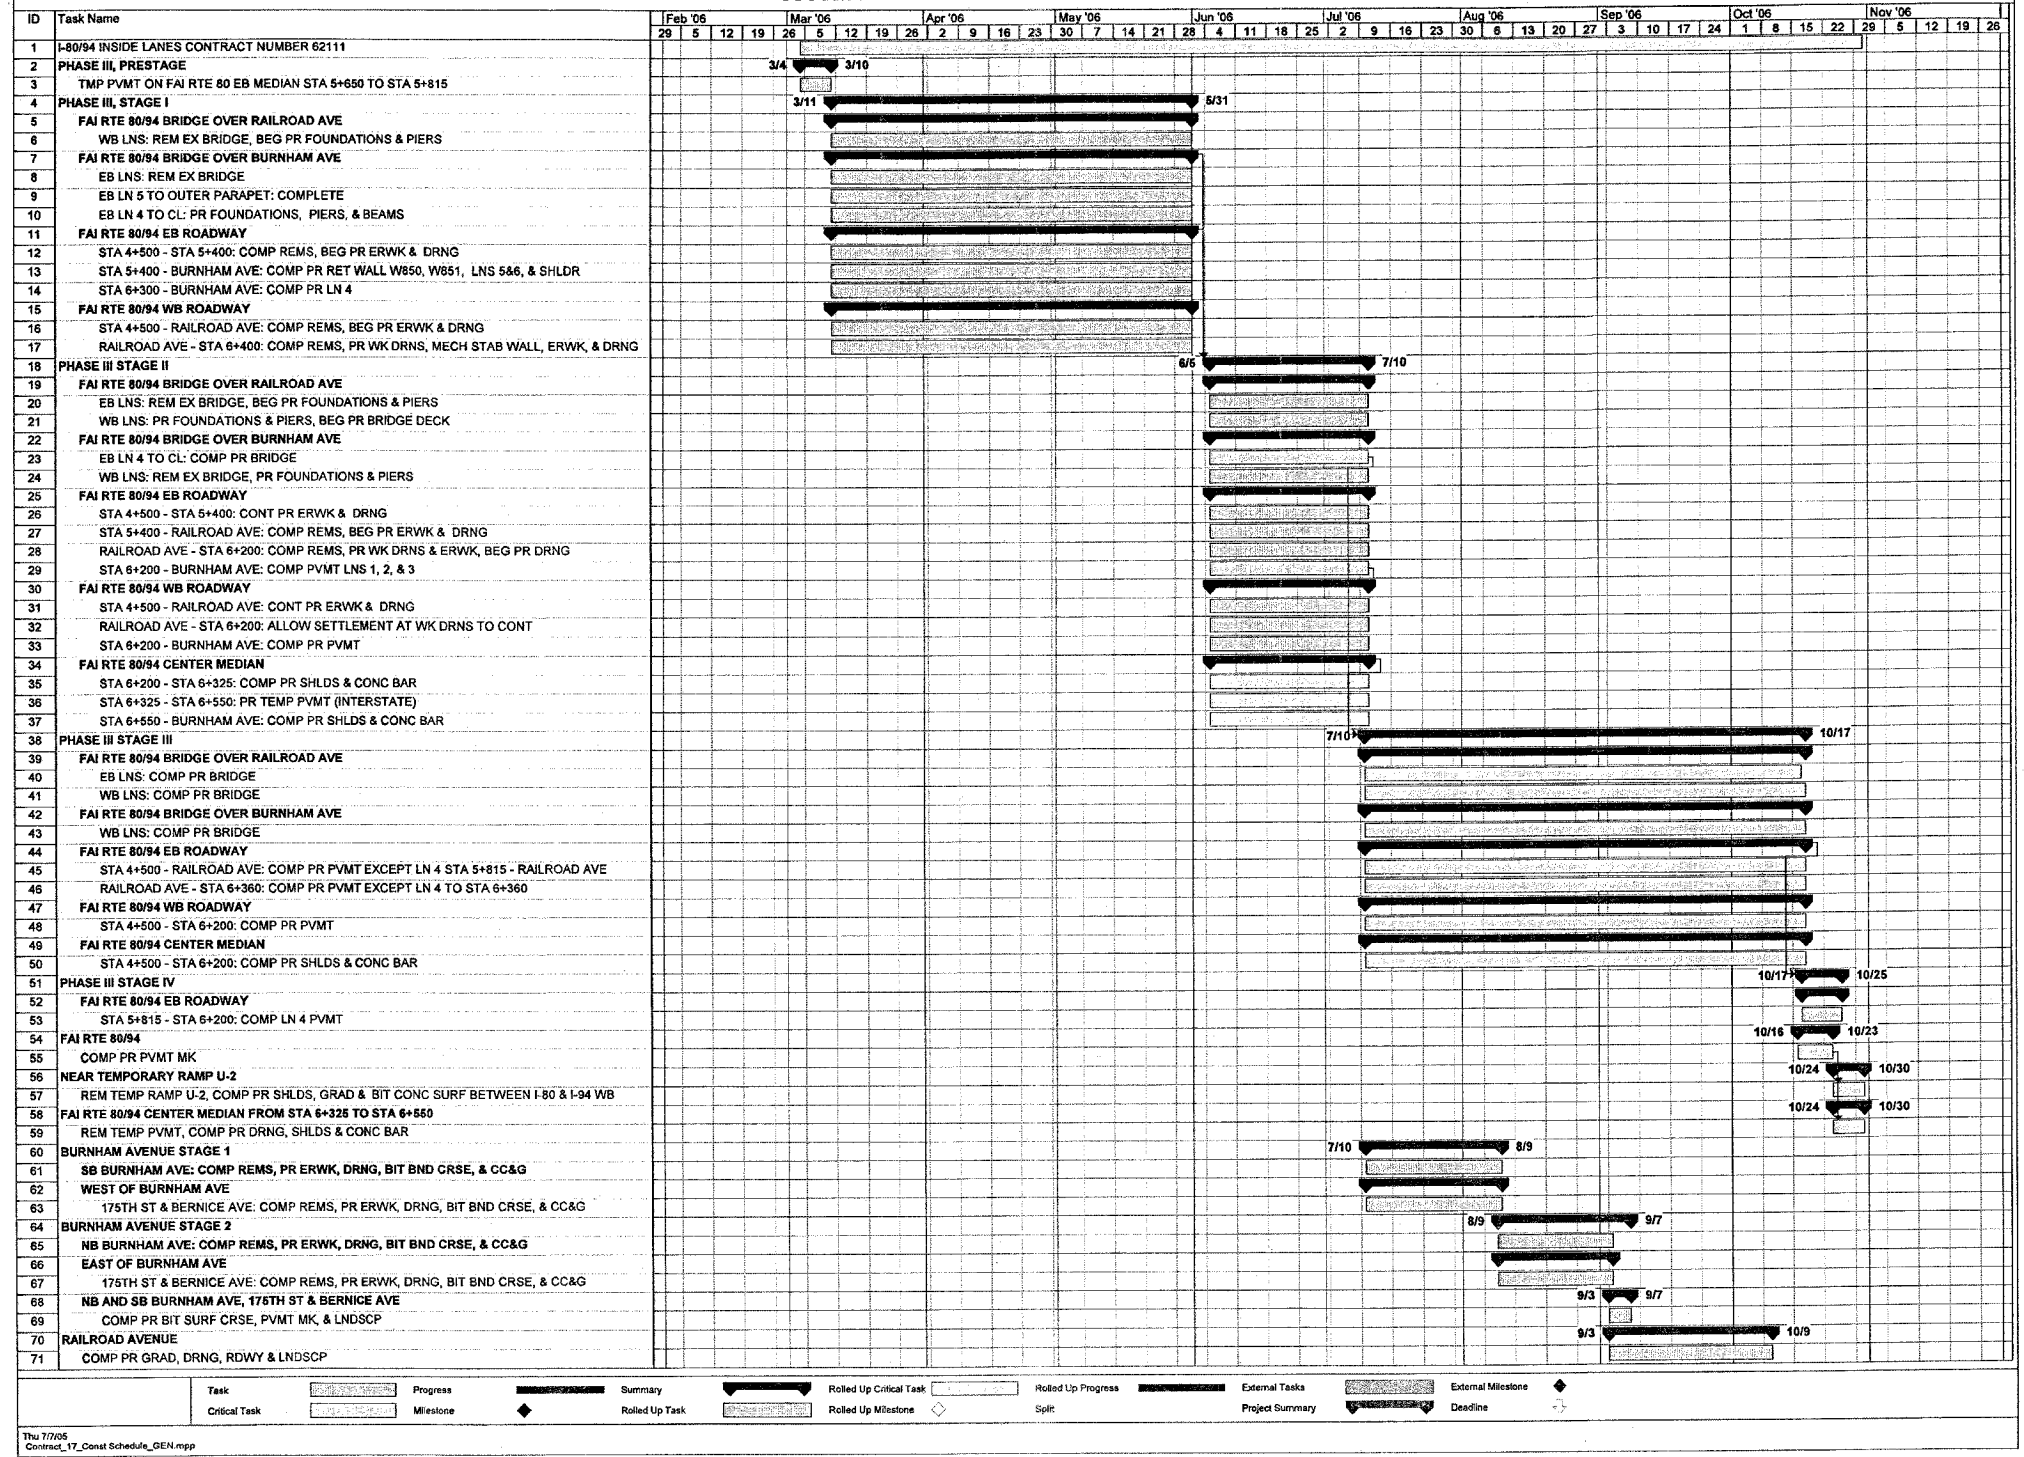 ID Task Name Feb '06 Mar '06 Apr '06 May '06 Jun '06 Jul '06 Aug '06 Sep '06 Oct '06 Nov '06
29 5 12 19 26 5 12 19 26 2 9 16 23 30 7 14 21 28 4 11 18 25 2 9 16 23 30 6 13 20 27 3 10 17 24 1 8 15 22 29 5 12 19 26
1 I-80/94 INSIDE LANES CONTRACT NUMBER 62111
2 PHASE III, PRESTAGE 3/4 3/10
3 TMP PVMT ON FAI RTE 80 EB MEDIAN STA 5+650 TO STA 5+815
4 PHASE III, STAGE I 3/11 5/31
5 FAI RTE 80/94 BRIDGE OVER RAILROAD AVE
6 WB LNS: REM EX BRIDGE, BEG PR FOUNDATIONS & PIERS
7 FAI RTE 80/94 BRIDGE OVER BURNHAM AVE
8 EB LNS: REM EX BRIDGE
9 EB LN 5 TO OUTER PARAPET: COMPLETE
10 EB LN 4 TO CL: PR FOUNDATIONS, PIERS, & BEAMS
11 FAI RTE 80/94 EB ROADWAY
12 STA 4+500 - STA 5+400: COMP REMS, BEG PR ERWK & DRNG
13 STA 5+400 - BURNHAM AVE: COMP PR RET WALL W850, W851, LNS 5&6, & SHLDR
14 STA 6+300 - BURNHAM AVE: COMP PR LN 4
15 FAI RTE 80/94 WB ROADWAY
16 STA 4+500 - RAILROAD AVE: COMP REMS, BEG PR ERWK & DRNG
17 RAILROAD AVE - STA 6+400: COMP REMS, PR WK DRNS, MECH STAB WALL, ERWK, & DRNG
18 PHASE III STAGE II 6/5 7/10
19 FAI RTE 80/94 BRIDGE OVER RAILROAD AVE
20 EB LNS: REM EX BRIDGE, BEG PR FOUNDATIONS & PIERS
21 WB LNS: PR FOUNDATIONS & PIERS, BEG PR BRIDGE DECK
22 FAI RTE 80/94 BRIDGE OVER BURNHAM AVE
23 EB LN 4 TO CL: COMP PR BRIDGE
24 WB LNS: REM EX BRIDGE, PR FOUNDATIONS & PIERS
25 FAI RTE 80/94 EB ROADWAY
26 STA 4+500 - STA 5+400: CONT PR ERWK & DRNG
27 STA 5+400 - RAILROAD AVE: COMP REMS, BEG PR ERWK & DRNG
28 RAILROAD AVE - STA 6+200: COMP REMS, PR WK DRNS & ERWK, BEG PR DRNG
29 STA 6+200 - BURNHAM AVE: COMP PVMT LNS 1, 2, & 3
30 FAI RTE 80/94 WB ROADWAY
31 STA 4+500 - RAILROAD AVE: CONT PR ERWK & DRNG
32 RAILROAD AVE - STA 6+200: ALLOW SETTLEMENT AT WK DRNS TO CONT
33 STA 6+200 - BURNHAM AVE: COMP PR PVMT
34 FAI RTE 80/94 CENTER MEDIAN
35 STA 6+200 - STA 6+325: COMP PR SHLDS & CONC BAR
36 STA 6+325 - STA 6+550: PR TEMP PVMT (INTERSTATE)
37 STA 6+550 - BURNHAM AVE: COMP PR SHLDS & CONC BAR
38 PHASE III STAGE III 7/10 10/17
39 FAI RTE 80/94 BRIDGE OVER RAILROAD AVE
40 EB LNS: COMP PR BRIDGE
41 WB LNS: COMP PR BRIDGE
42 FAI RTE 80/94 BRIDGE OVER BURNHAM AVE
43 WB LNS: COMP PR BRIDGE
44 FAI RTE 80/94 EB ROADWAY
45 STA 4+500 - RAILROAD AVE: COMP PR PVMT EXCEPT LN 4 STA 5+815 - RAILROAD AVE
46 RAILROAD AVE - STA 6+360: COMP PR PVMT EXCEPT LN 4 TO STA 6+360
47 FAI RTE 80/94 WB ROADWAY
48 STA 4+500 - STA 6+200: COMP PR PVMT
49 FAI RTE 80/94 CENTER MEDIAN
50 STA 4+500 - STA 6+200: COMP PR SHLDS & CONC BAR
51 PHASE III STAGE IV 10/17 10/25
52 FAI RTE 80/94 EB ROADWAY
53 STA 5+815 - STA 6+200: COMP LN 4 PVMT
54 FAI RTE 80/94 10/16 10/23
55 COMP PR PVMT MK
56 NEAR TEMPORARY RAMP U-2 10/24 10/30
57 REM TEMP RAMP U-2, COMP PR SHLDS, GRAD & BIT CONC SURF BETWEEN I-80 & I-94 WB
58 FAI RTE 80/94 CENTER MEDIAN FROM STA 6+325 TO STA 6+550 10/24 10/30
59 REM TEMP PVMT, COMP PR DRNG, SHLDS & CONC BAR
60 BURNHAM AVENUE STAGE 1 7/10 8/9
61 SB BURNHAM AVE: COMP REMS, PR ERWK, DRNG, BIT BND CRSE, & CC&G
62 WEST OF BURNHAM AVE
63 175TH ST & BERNICE AVE: COMP REMS, PR ERWK, DRNG, BIT BND CRSE, & CC&G
64 BURNHAM AVENUE STAGE 2 8/9 9/7
65 NB BURNHAM AVE: COMP REMS, PR ERWK, DRNG, BIT BND CRSE, & CC&G
66 EAST OF BURNHAM AVE
67 175TH ST & BERNICE AVE: COMP REMS, PR ERWK, DRNG, BIT BND CRSE, & CC&G
68 NB AND SB BURNHAM AVE, 175TH ST & BERNICE AVE 9/3 9/7
69 COMP PR BIT SURF CRSE, PVMT MK, & LNDSCP
70 RAILROAD AVENUE 9/3 10/9
71 COMP PR GRAD, DRNG, RDWY & LNDSCP
Task Progress Summary Rolled Up Critical Task Rolled Up Progress External Tasks External Milestone
Critical Task Milestone Rolled Up Task Rolled Up Milestone Split Project Summary Deadline
Thu 7/7/05
Contract_17_Const Schedule_GEN.mpp